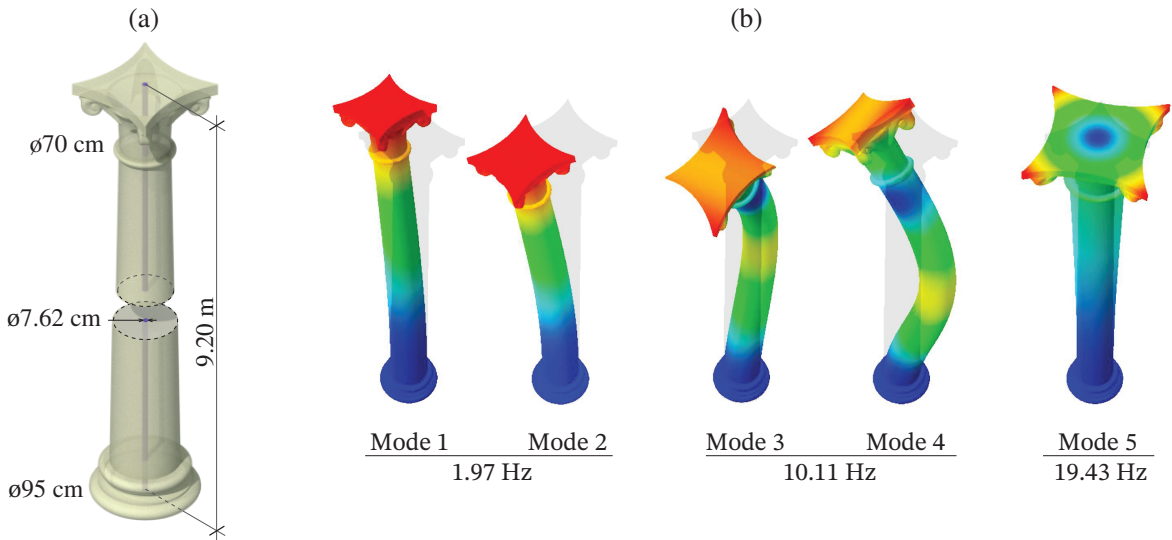 (a)
ø70 cm
ø7.62 cm
9.20 m
ø95 cm
(b)
Mode 1 Mode 2
1.97 Hz
Mode 3 Mode 4
10.11 Hz
Mode 5
19.43 Hz